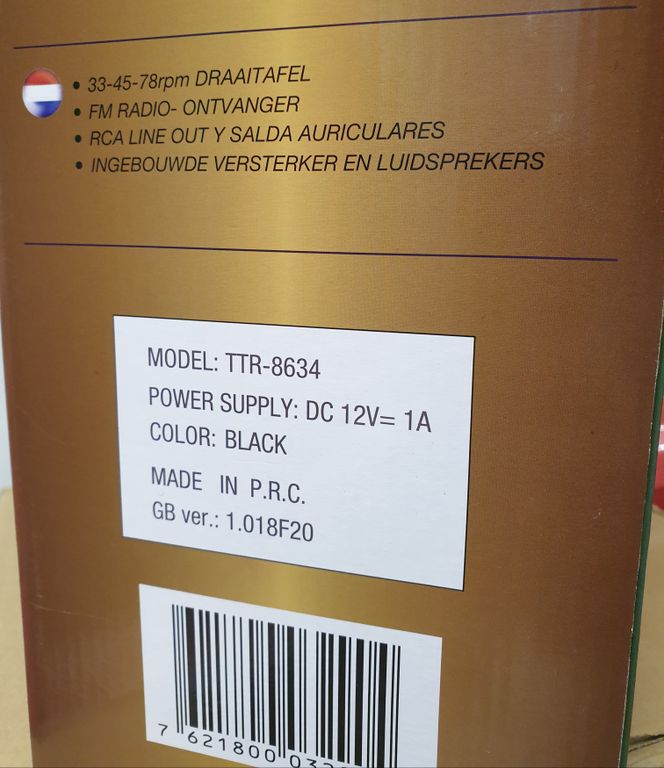 • 33-45-78rpm DRAAITAFEL
• FM RADIO- ONTVANGER
• RCA LINE OUT Y SALDA AURICULARES
• INGEBOUWDE VERSTERKER EN LUIDSPREKERS
MODEL: TTR-8634
POWER SUPPLY: DC 12V= 1A
COLOR: BLACK
MADE IN P.R.C.
GB ver.: 1.018F20
7 621800